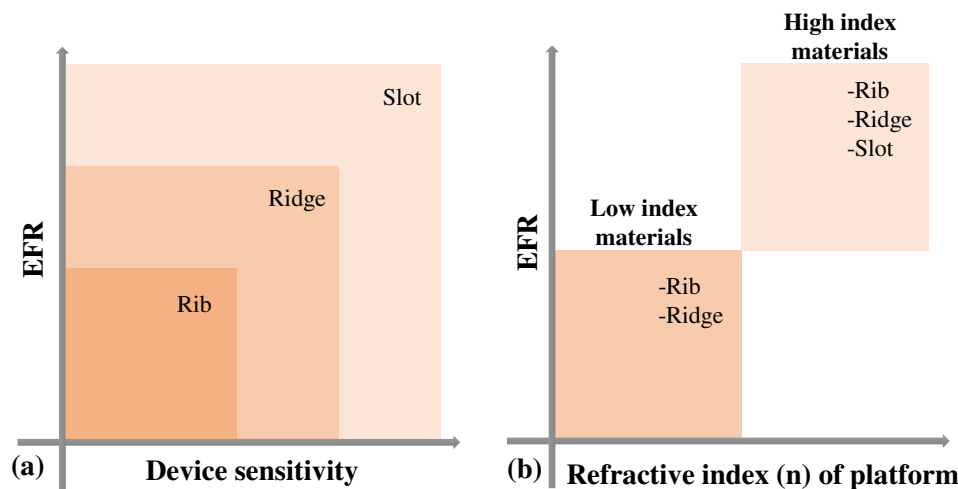 EFR
Slot
Ridge
Rib
(a)
Device sensitivity
EFR
High index
materials
-Rib
-Ridge
-Slot
Low index
materials
-Rib
-Ridge
(b)
Refractive index (n) of platform